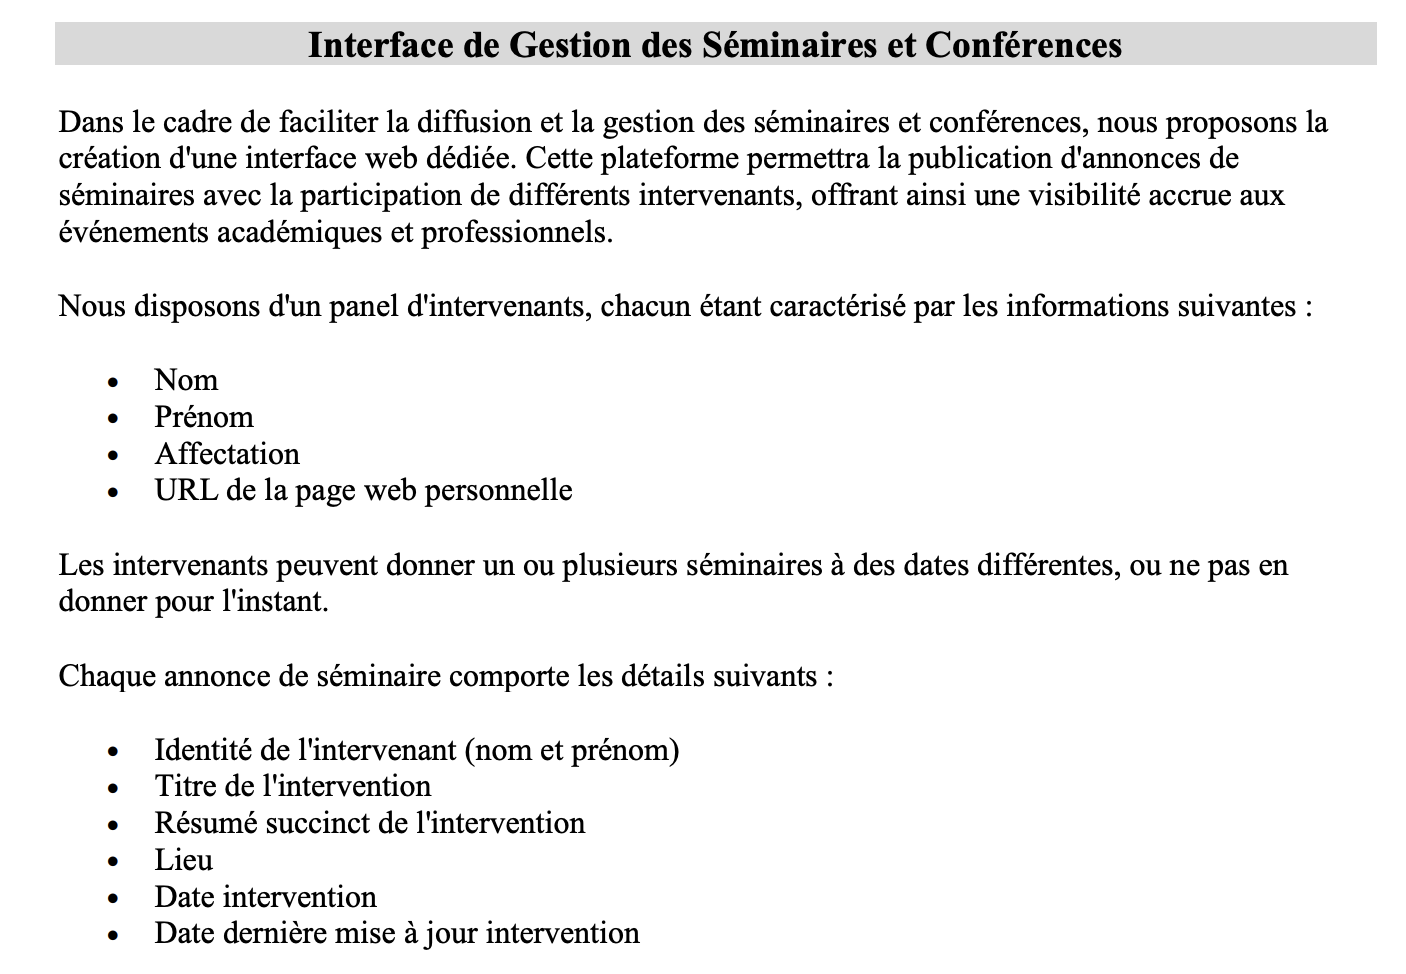 Interface de Gestion des Séminaires et Conférences
Dans le cadre de faciliter la diffusion et la gestion des séminaires et conférences, nous proposons la
création d'une interface web dédiée. Cette plateforme permettra la publication d'annonces de
séminaires avec la participation de différents intervenants, offrant ainsi une visibilité accrue aux
événements académiques et professionnels.
Nous disposons d'un panel d'intervenants, chacun étant caractérisé par les informations suivantes :
• Nom
• Prénom
• Affectation
• URL de la page web personnelle
Les intervenants peuvent donner un ou plusieurs séminaires à des dates différentes, ou ne pas en
donner pour l'instant.
Chaque annonce de séminaire comporte les détails suivants :
• Identité de l'intervenant (nom et prénom)
• Titre de l'intervention
• Résumé succinct de l'intervention
• Lieu
• Date intervention
• Date dernière mise à jour intervention